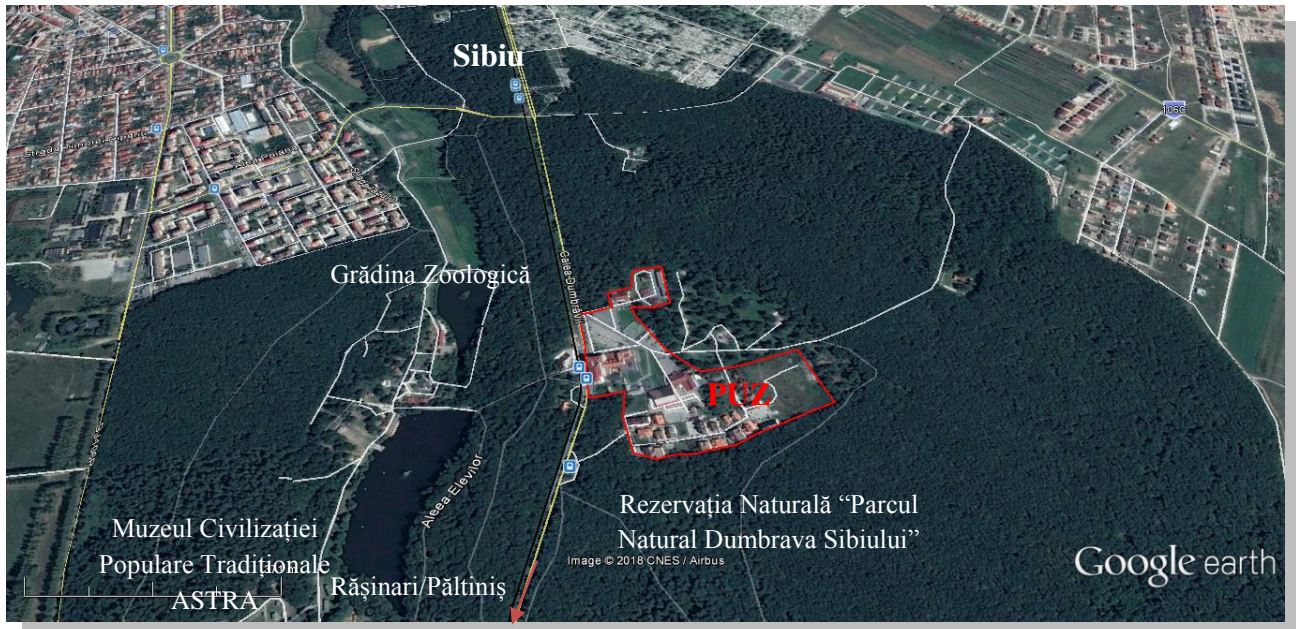 Sibiu
106C
Calea Dumbrăvii
Grădina Zoologică
PUZ
Aleea Elevilor
Rezervația Naturală “Parcul
Natural Dumbrava Sibiului”
Muzeul Civilizației
Populare Tradiționale
ASTRA
Rășinari/Păltiniș
Image © 2018 CNES / Airbus
Google earth